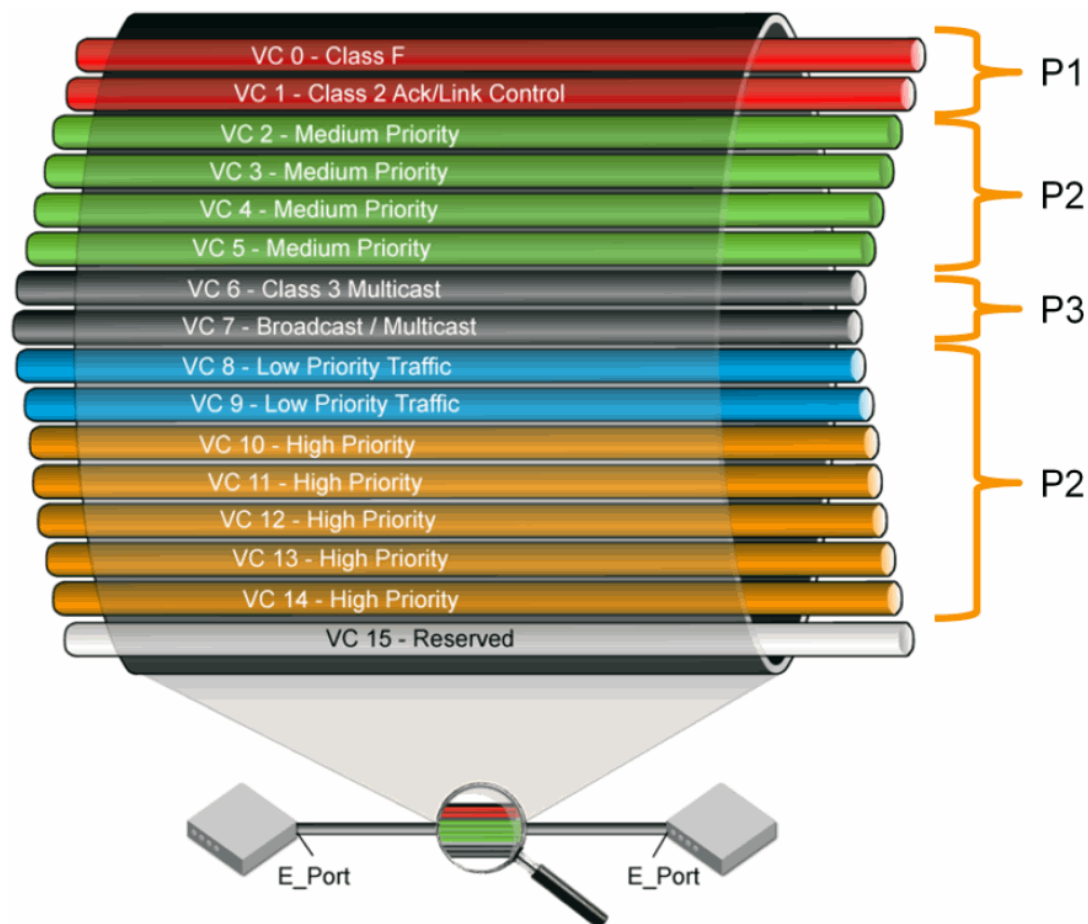 VC 0 - Class F
VC 1 - Class 2 Ack/Link Control
P1
VC 2 - Medium Priority
VC 3 - Medium Priority
VC 4 - Medium Priority
VC 5 - Medium Priority
P2
VC 6 - Class 3 Multicast
VC 7 - Broadcast / Multicast
P3
VC 8 - Low Priority Traffic
VC 9 - Low Priority Traffic
VC 10 - High Priority
VC 11 - High Priority
VC 12 - High Priority
VC 13 - High Priority
VC 14 - High Priority
P2
VC 15 - Reserved
E_Port
E_Port